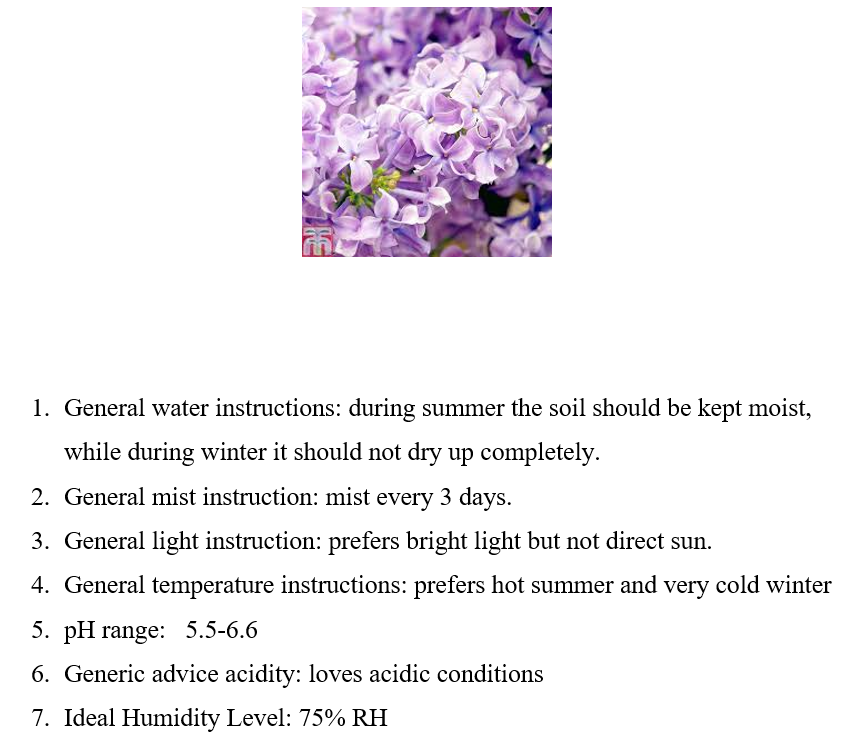 1. General water instructions: during summer the soil should be kept moist,
while during winter it should not dry up completely.
2. General mist instruction: mist every 3 days.
3. General light instruction: prefers bright light but not direct sun.
4. General temperature instructions: prefers hot summer and very cold winter
5. pH range: 5.5-6.6
6. Generic advice acidity: loves acidic conditions
7. Ideal Humidity Level: 75% RH